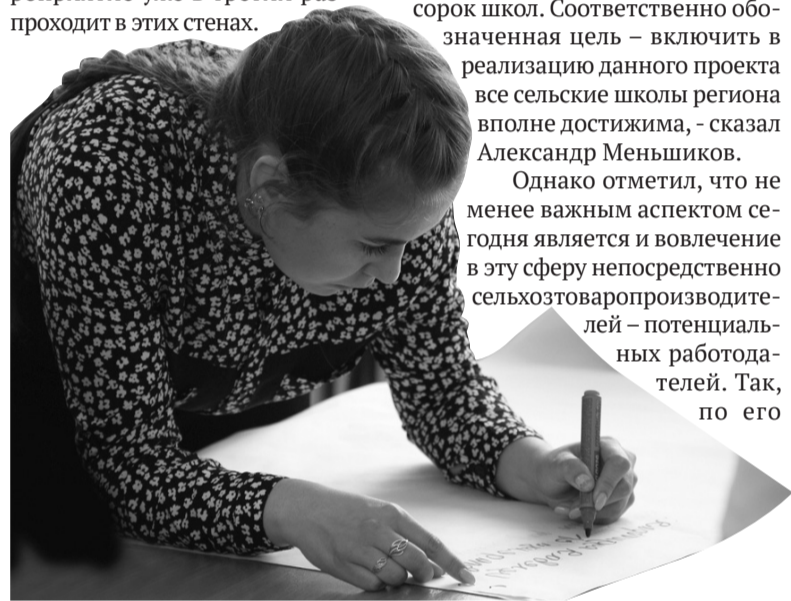 проходит в этих стенах.
сорок школ. Соответственно обо-
значенная цель – включить в
реализацию данного проекта
все сельские школы региона
вполне достижима, - сказал
Александр Меньшиков.
Однако отметил, что не
менее важным аспектом се-
годня является и вовлечение
в эту сферу непосредственно
сельхозтоваропроизводите-
лей – потенциаль-
ных работода-
телей. Так,
по его